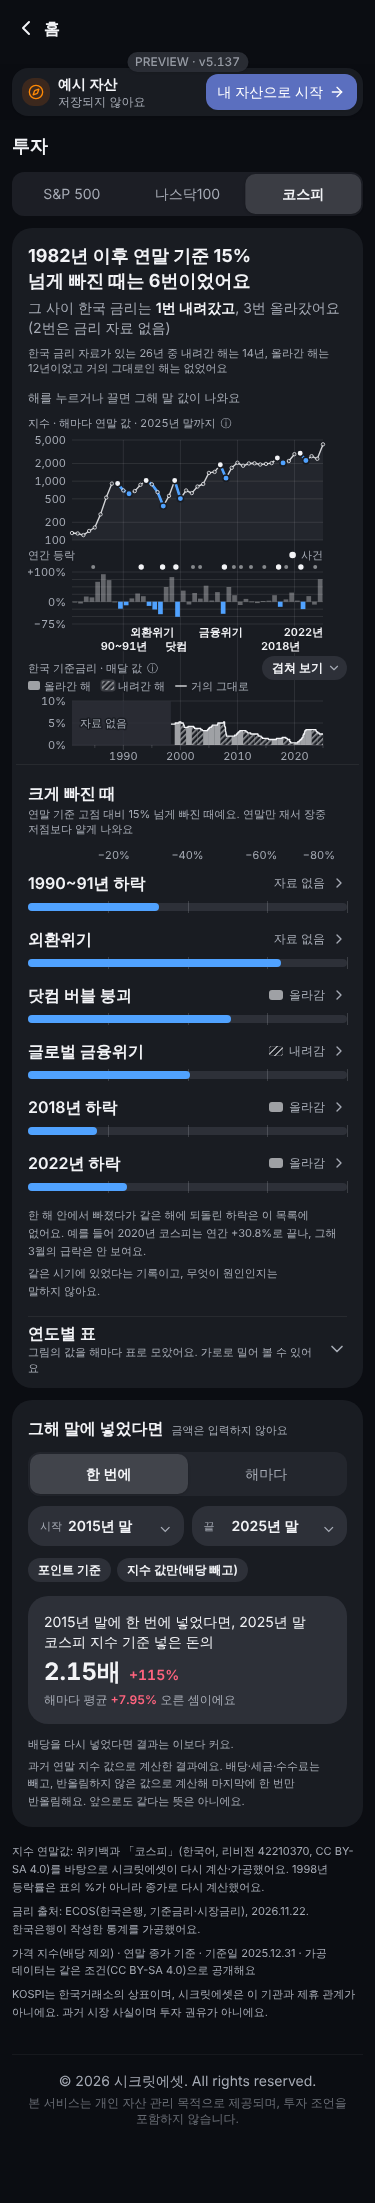 홈
PREVIEW · v5.137
예시 자산
저장되지 않아요
내 자산으로 시작 →
투자
S&P 500
나스닥100
코스피
1982년 이후 연말 기준 15%
넘게 빠진 때는 6번이었어요
그 사이 한국 금리는 1번 내려갔고, 3번 올라갔어요
(2번은 금리 자료 없음)
한국 금리 자료가 있는 26년 중 내려간 해는 14년, 올라간 해는
12년이었고 거의 그대로인 해는 없었어요
해를 누르거나 끌면 그해 말 값이 나와요
지수 · 해마다 연말 값 · 2025년 말까지 ⓘ
5,000
2,000
1,000
500
200
100
연간 등락
사건
+100%
0%
−75%
외환위기
금융위기
2022년
90~91년
닷컴
2018년
한국 기준금리 · 매달 값 ⓘ
겹쳐 보기
올라간 해
내려간 해
거의 그대로
10%
5%
0%
자료 없음
1990
2000
2010
2020
크게 빠진 때
연말 기준 고점 대비 15% 넘게 빠진 때예요. 연말만 재서 장중
저점보다 얕게 나와요
−20%
−40%
−60%
−80%
1990~91년 하락
자료 없음
외환위기
자료 없음
닷컴 버블 붕괴
올라감
글로벌 금융위기
내려감
2018년 하락
올라감
2022년 하락
올라감
한 해 안에서 빠졌다가 같은 해에 되돌린 하락은 이 목록에
없어요. 예를 들어 2020년 코스피는 연간 +30.8%로 끝나, 그해
3월의 급락은 안 보여요.
같은 시기에 있었다는 기록이고, 무엇이 원인인지는
말하지 않아요.
연도별 표
그림의 값을 해마다 표로 모았어요. 가로로 밀어 볼 수 있어
요
그해 말에 넣었다면
금액은 입력하지 않아요
한 번에
해마다
시작
2015년 말
끝
2025년 말
포인트 기준
지수 값만(배당 빼고)
2015년 말에 한 번에 넣었다면, 2025년 말
코스피 지수 기준 넣은 돈의
2.15배 +115%
해마다 평균 +7.95% 오른 셈이에요
배당을 다시 넣었다면 결과는 이보다 커요.
과거 연말 지수 값으로 계산한 결과예요. 배당·세금·수수료는
빼고, 반올림하지 않은 값으로 계산해 마지막에 한 번만
반올림해요. 앞으로도 같다는 뜻은 아니에요.
지수 연말값: 위키백과 「코스피」(한국어, 리비전 42210370, CC BY-
SA 4.0)를 바탕으로 시크릿에셋이 다시 계산·가공했어요. 1998년
등락률은 표의 %가 아니라 종가로 다시 계산했어요.
금리 출처: ECOS(한국은행, 기준금리·시장금리), 2026.11.22.
한국은행이 작성한 통계를 가공했어요.
가격 지수(배당 제외) · 연말 종가 기준 · 기준일 2025.12.31 · 가공
데이터는 같은 조건(CC BY-SA 4.0)으로 공개해요
KOSPI는 한국거래소의 상표이며, 시크릿에셋은 이 기관과 제휴 관계가
아니에요. 과거 시장 사실이며 투자 권유가 아니에요.
© 2026 시크릿에셋. All rights reserved.
본 서비스는 개인 자산 관리 목적으로 제공되며, 투자 조언을
포함하지 않습니다.